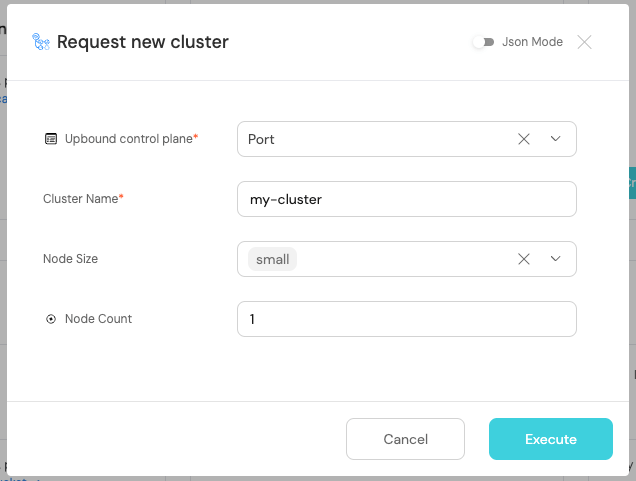 Request new cluster
Json Mode
Upbound control plane*
Port
Cluster Name*
my-cluster
Node Size
small
Node Count
1
Cancel
Execute